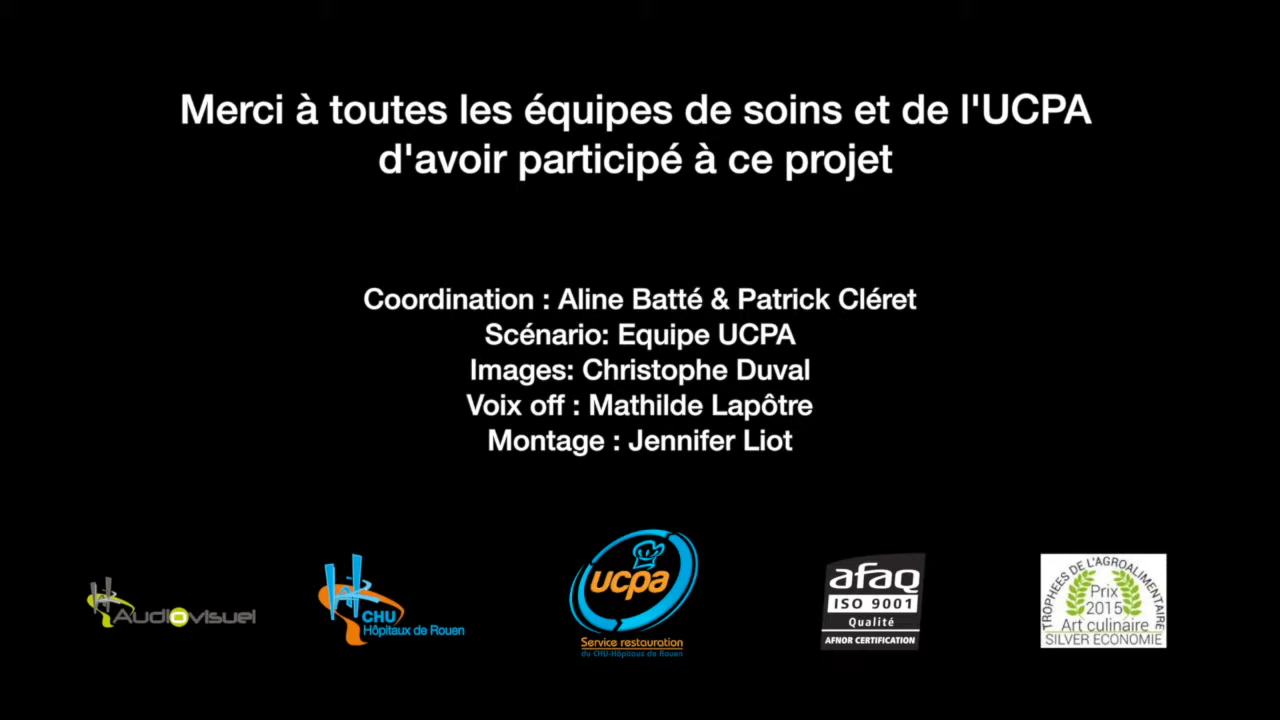 Merci à toutes les équipes de soins et de l'UCPA
d'avoir participé à ce projet
Coordination : Aline Batté & Patrick Cléret
Scénario: Equipe UCPA
Images: Christophe Duval
Voix off : Mathilde Lapôtre
Montage : Jennifer Liot
Audiovisuel
CHU
Hôpitaux de Rouen
ucpa
Service restauration
du CHU-Hôpitaux de Rouen
afaq
ISO 9001
Qualité
AFNOR CERTIFICATION
TROPHÉES DE L'AGROALIMENTAIRE
Prix
2015
Art culinaire
SILVER ECONOMIE